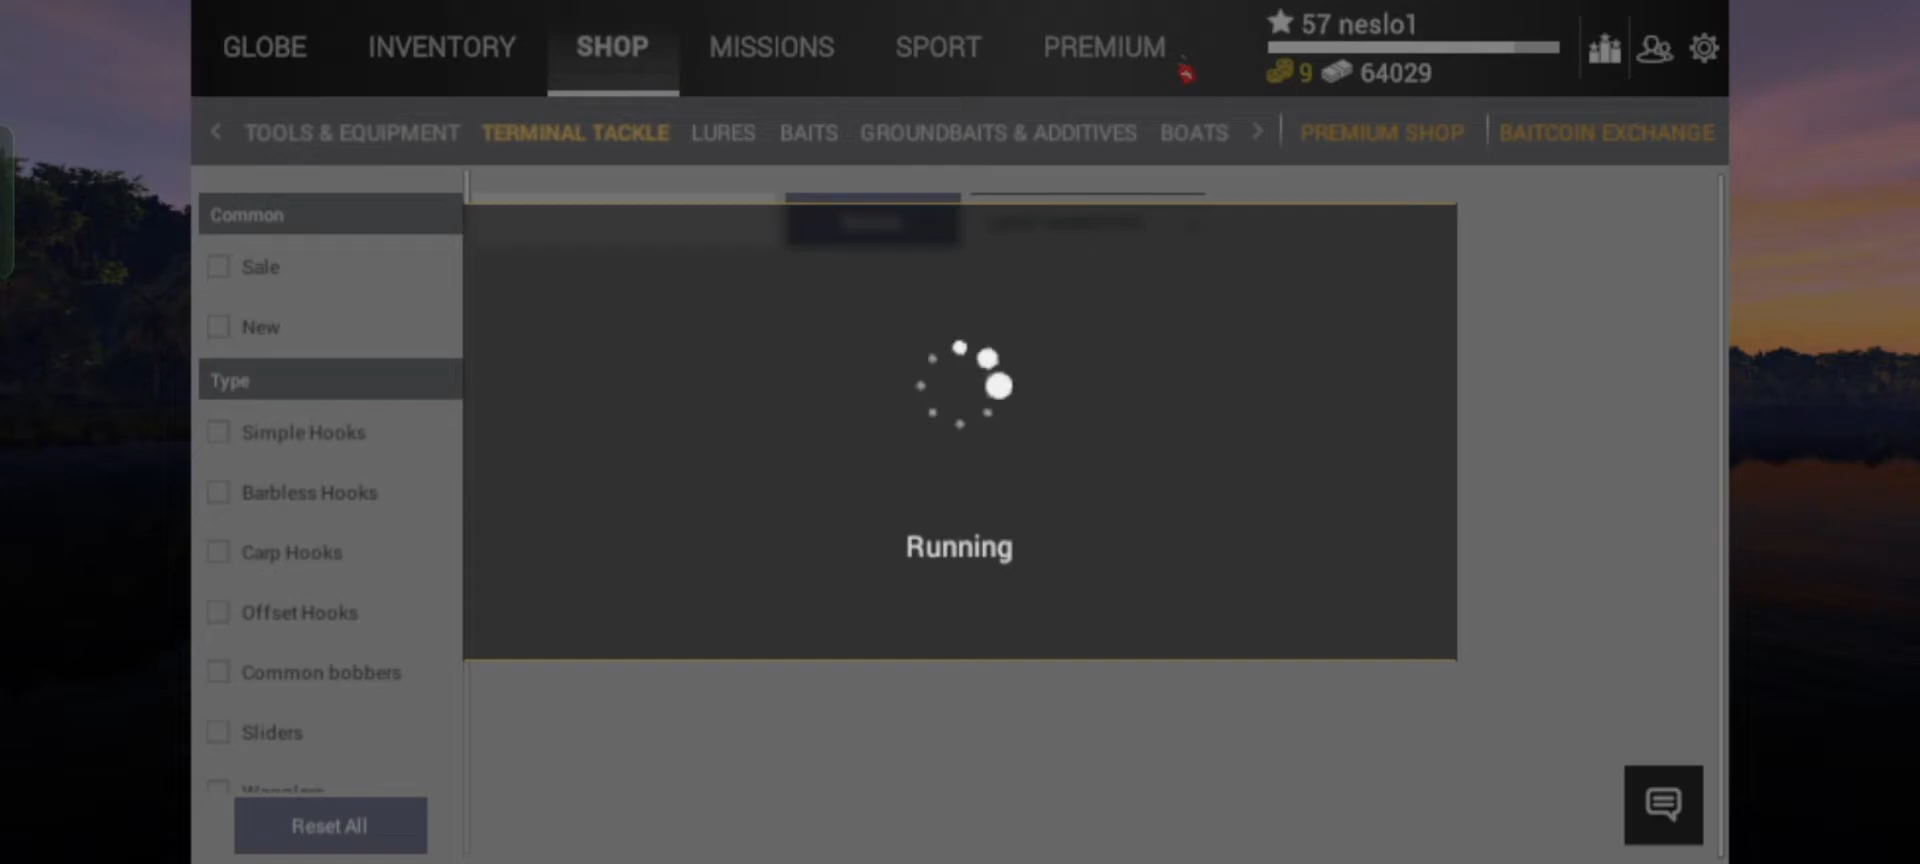 GLOBE INVENTORY SHOP MISSIONS SPORT PREMIUM
57 neslo1
9 64029
< TOOLS & EQUIPMENT TERMINAL TACKLE LURES BAITS GROUNDBAITS & ADDITIVES BOATS > PREMIUM SHOP BAITCOIN EXCHANGE
Common
Sale
New
Type
Simple Hooks
Barbless Hooks
Carp Hooks
Offset Hooks
Common bobbers
Sliders
Reset All
Running